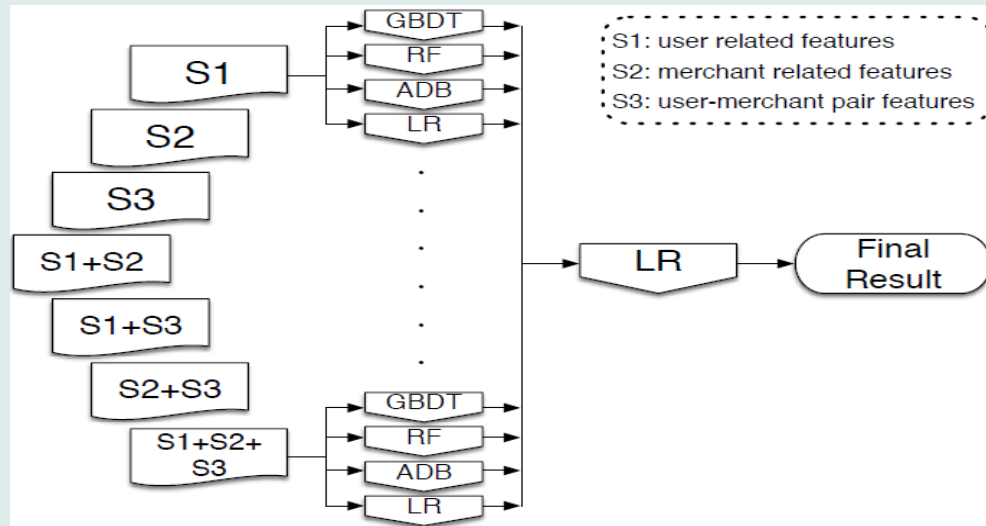 S1
S2
S3
S1+S2
S1+S3
S2+S3
S1+S2+
S3
GBDT
RF
ADB
LR
GBDT
RF
ADB
LR
LR
Final
Result
S1: user related features
S2: merchant related features
S3: user-merchant pair features